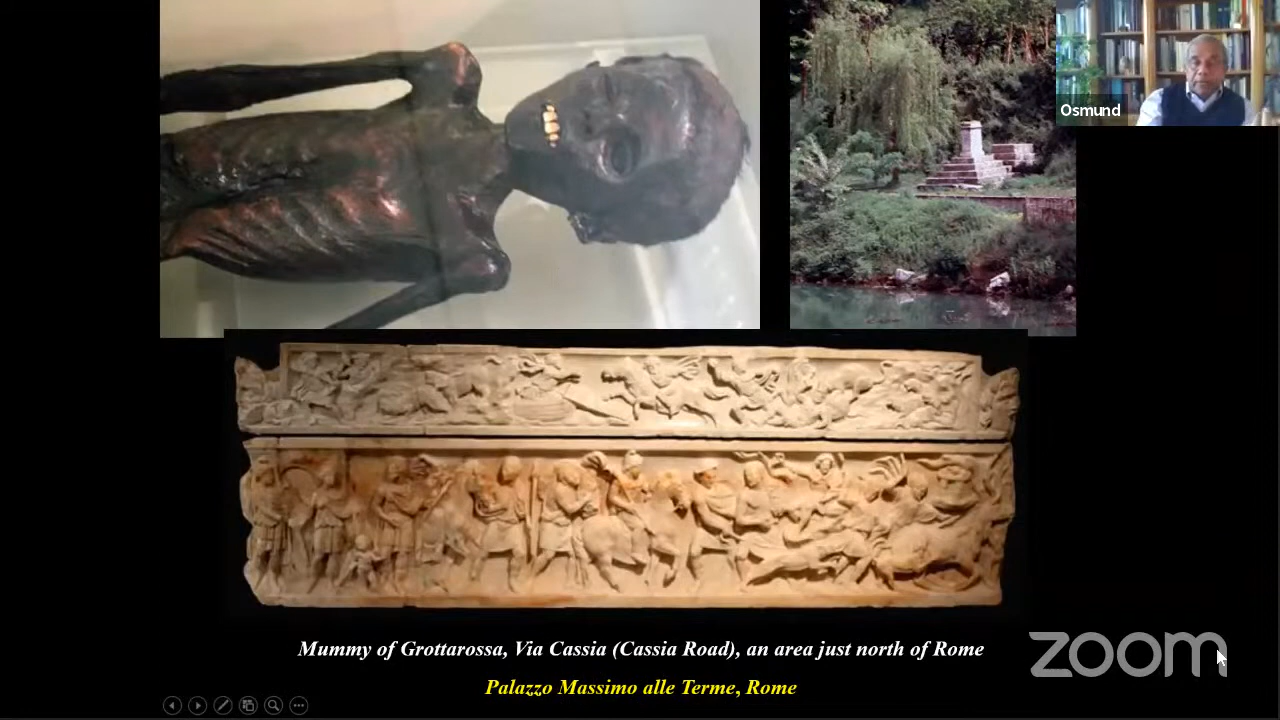 Osmund
Mummy of Grottarossa, Via Cassia (Cassia Road), an area just north of Rome
zoom
Palazzo Massimo alle Terme, Rome